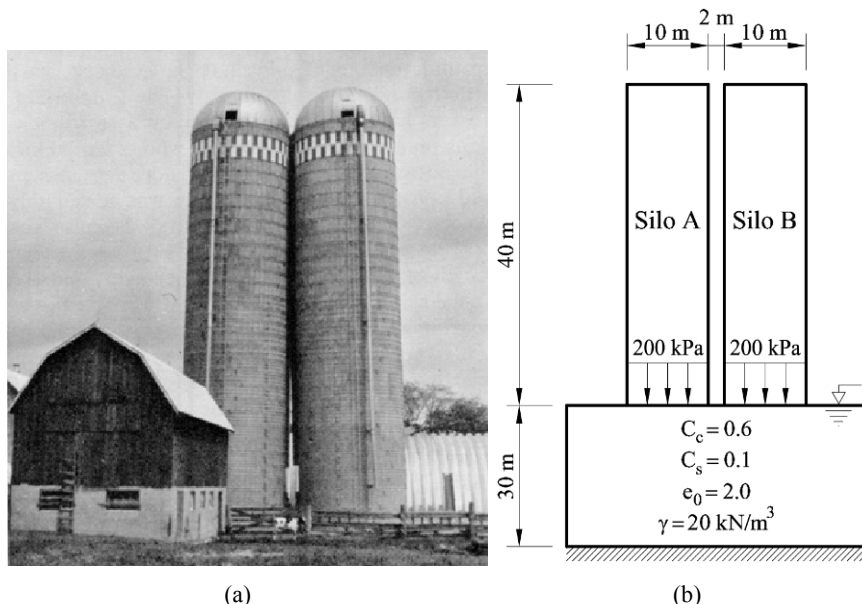 2 m
10 m 10 m
40 m
Silo A Silo B
200 kPa 200 kPa
30 m
C_c = 0.6
C_s = 0.1
e_0 = 2.0
γ = 20 kN/m³
(a) (b)